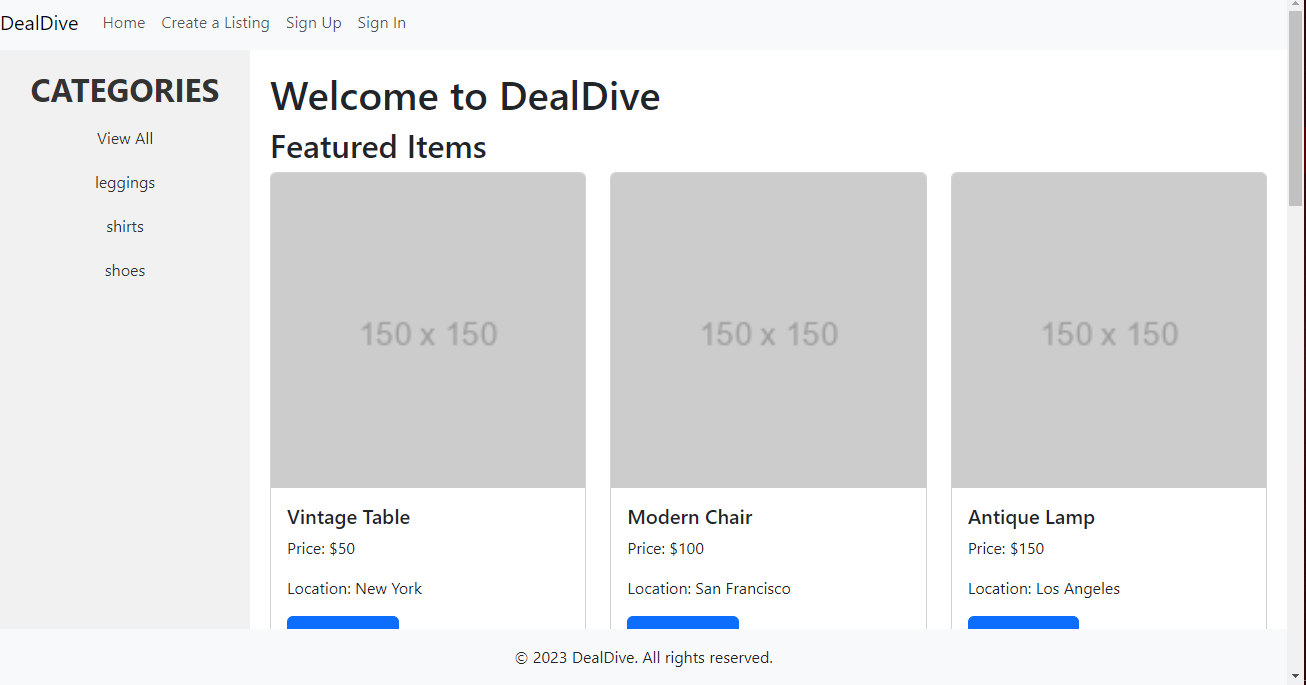 DealDive Home Create a Listing Sign Up Sign In
CATEGORIES
View All
leggings
shirts
shoes
Welcome to DealDive
Featured Items
150 x 150 150 x 150 150 x 150
Vintage Table Modern Chair Antique Lamp
Price: $50 Price: $100 Price: $150
Location: New York Location: San Francisco Location: Los Angeles
© 2023 DealDive. All rights reserved.